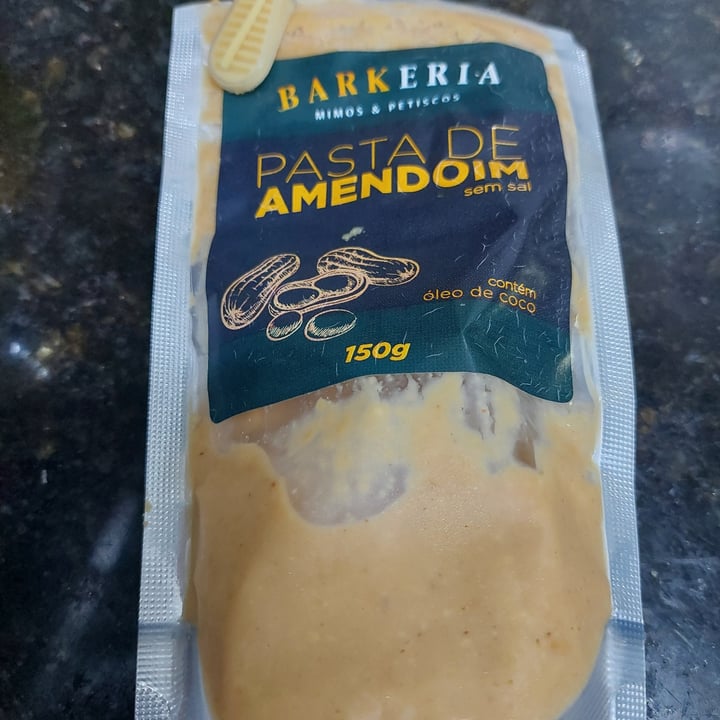 BARKERIA
MIMOS & PETISCOS
PASTA DE
AMENDOIM
sem sal
contém
óleo de coco
150g